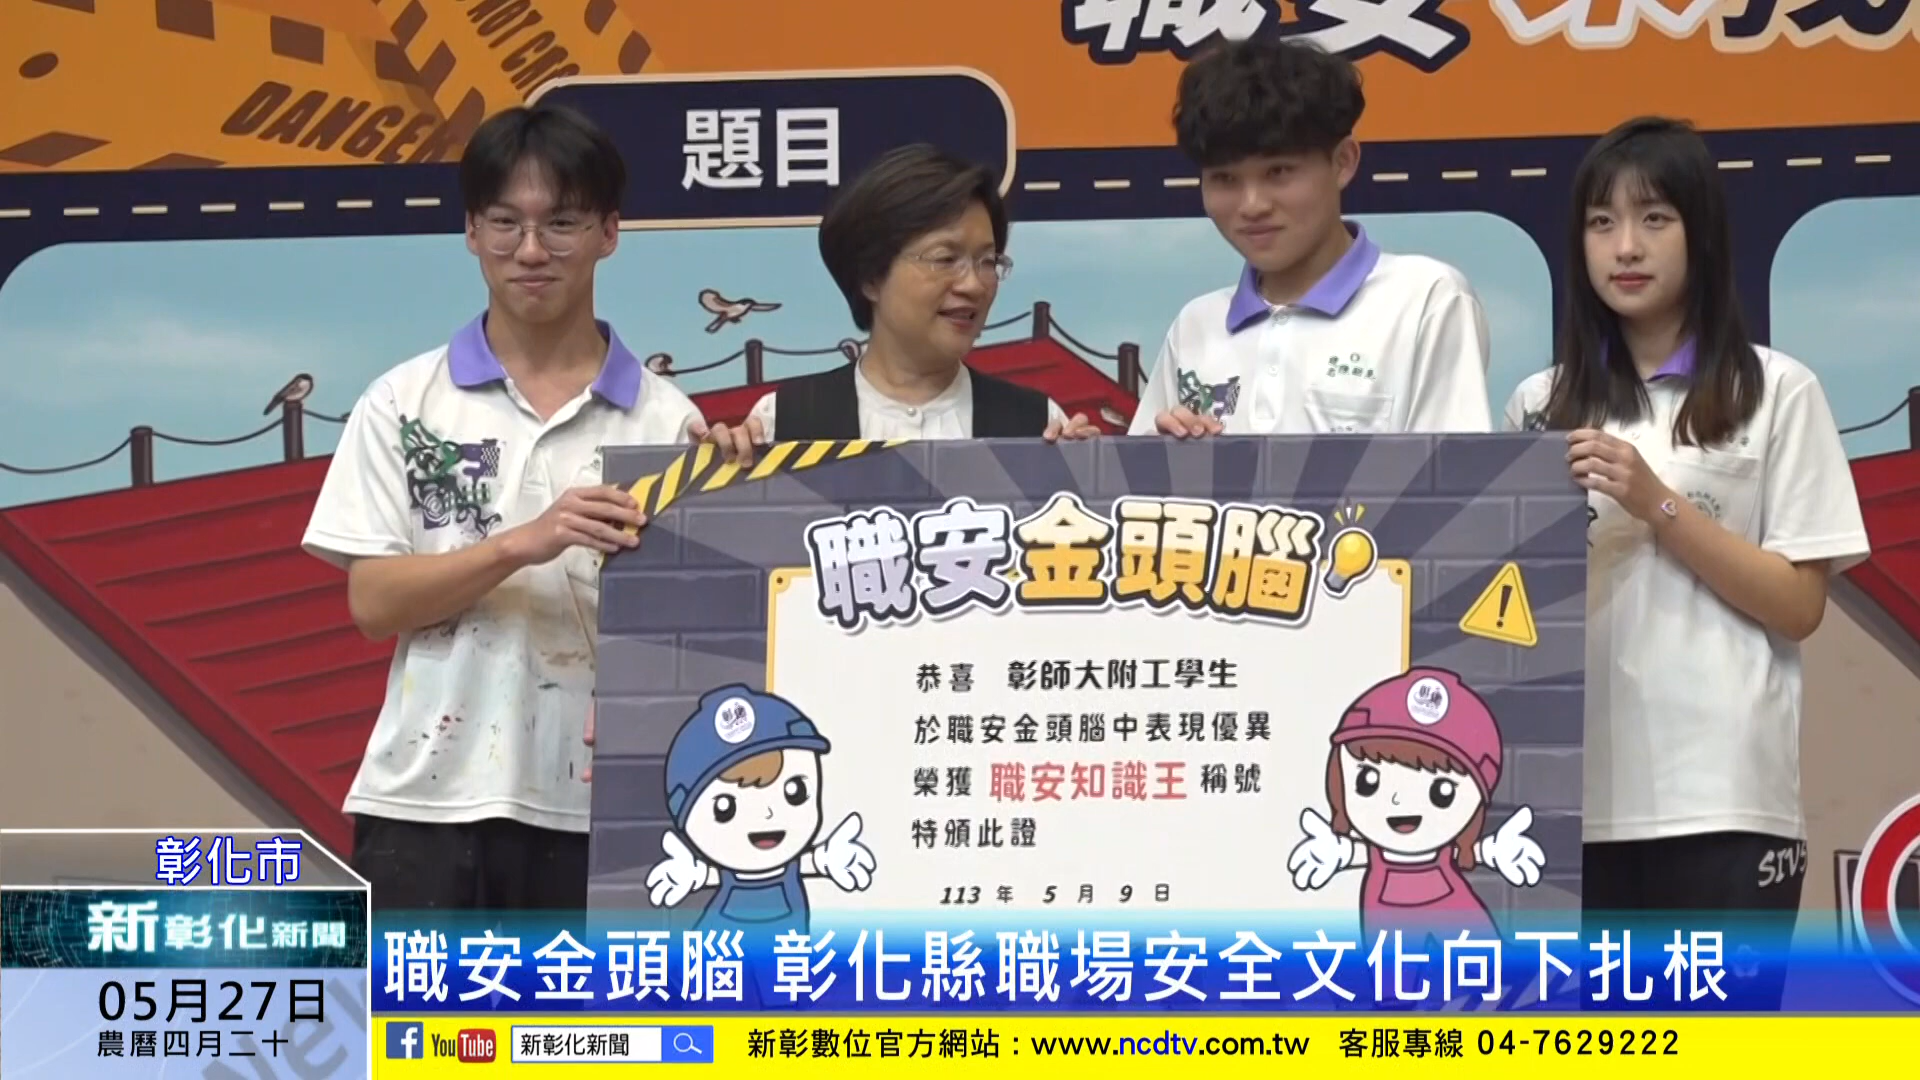 NOT CRO
DANGER
職安
題目
職安金頭腦
恭喜 彰師大附工學生
於職安金頭腦中表現優異
榮獲 職安知識王 稱號
特頒此證
113 年 5 月 9 日
SIVS
彰化市
新彰化新聞
05月27日
農曆四月二十
職安金頭腦 彰化縣職場安全文化向下扎根
f YouTube 新彰化新聞
新彰數位官方網站：www.ncdtv.com.tw 客服專線 04-7629222